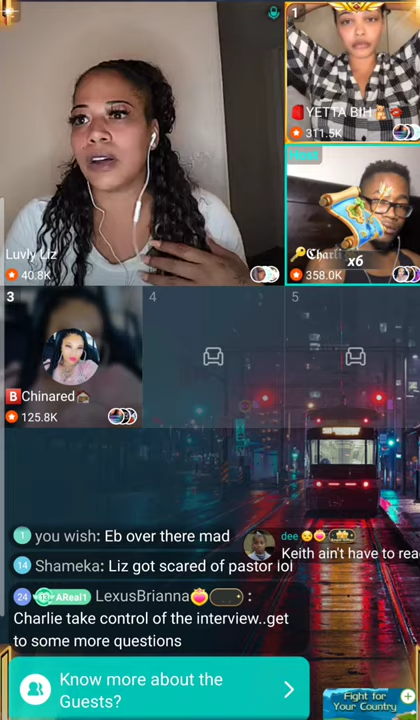 1
YETTA BIH
311.5K
Luvly Liz
40.8K
Host
Charli
x6
358.0K
3
4
5
B Chinared
125.8K
1 you wish: Eb over there mad
dee
Keith ain't have to rea
14 Shameka: Liz got scared of pastor lol
24 AReal1 LexusBrianna :
Charlie take control of the interview..get
to some more questions
Know more about the
Guests?
Fight for
Your Country